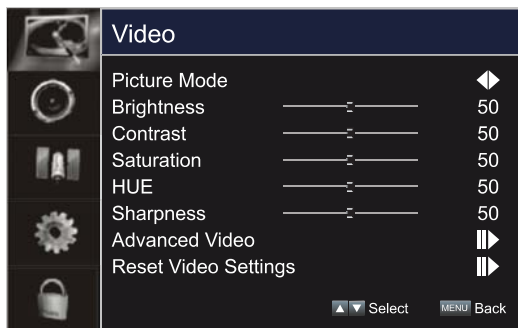 Video
Picture Mode
Brightness 50
Contrast 50
Saturation 50
HUE 50
Sharpness 50
Advanced Video
Reset Video Settings
Select MENU Back